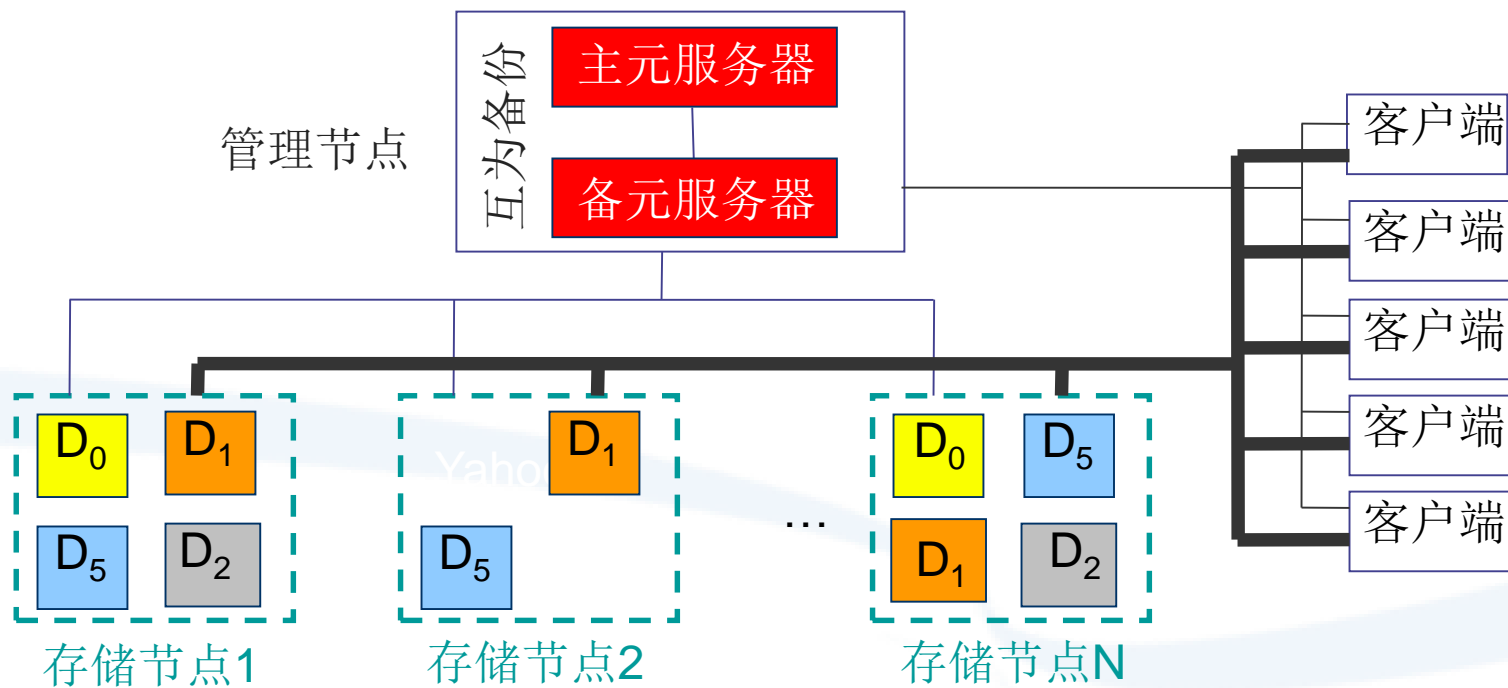 互为备份
主元服务器
备元服务器
管理节点
客户端
客户端
客户端
客户端
客户端
D0 D1
D5 D2
存储节点1
D1
D5
存储节点2
...
D0 D5
D1 D2
存储节点N